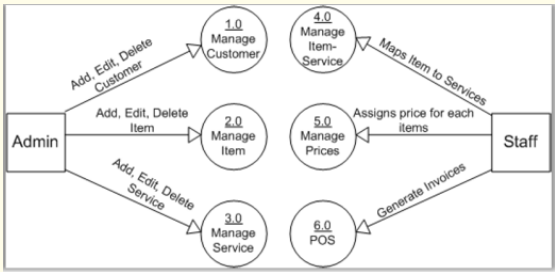 Admin
Add, Edit, Delete
Customer
1.0
Manage
Customer
Add, Edit, Delete
Item
2.0
Manage
Item
Add, Edit, Delete
Service
3.0
Manage
Service
4.0
Manage
Item-
Service
Maps Item to Services
5.0
Manage
Prices
Assigns price for each
items
6.0
POS
Generate Invoices
Staff